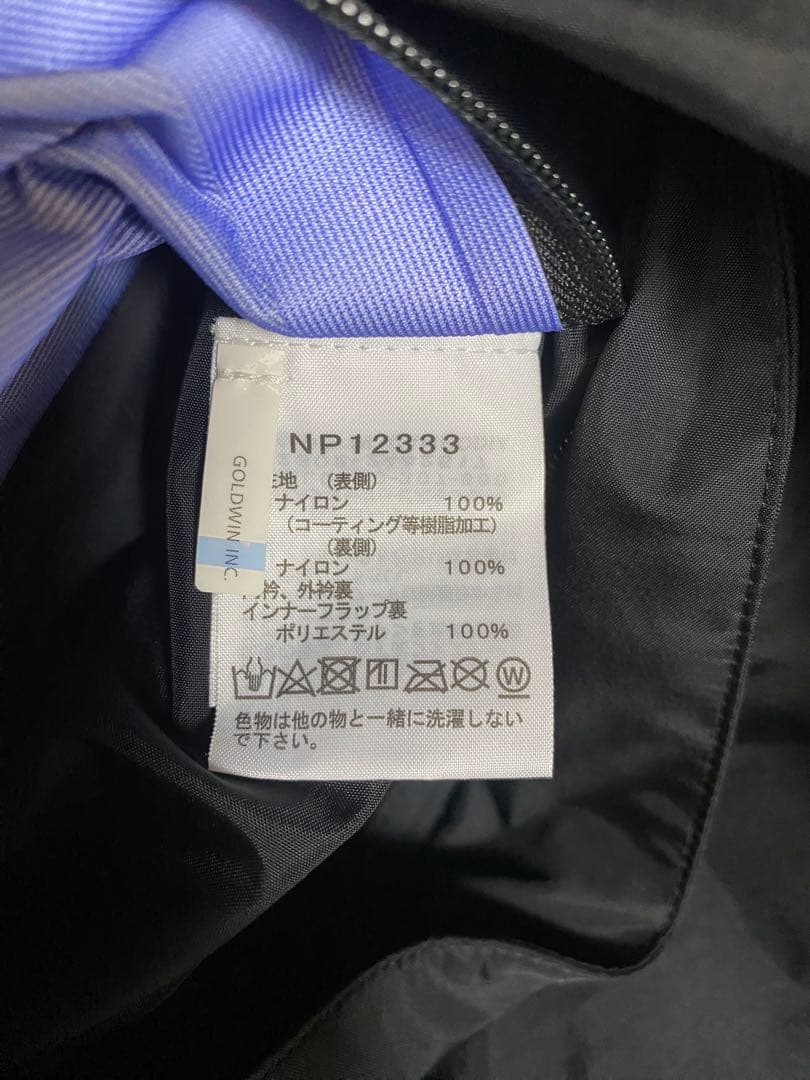 NP12333
生地 (表側)
ナイロン 100%
(コーティング等樹脂加工)
(裏側)
ナイロン 100%
衿、外衿裏
インナーフラップ裏
ポリエステル 100%
W
色物は他の物と一緒に洗濯しない
で下さい。
GOLDWIN INC.